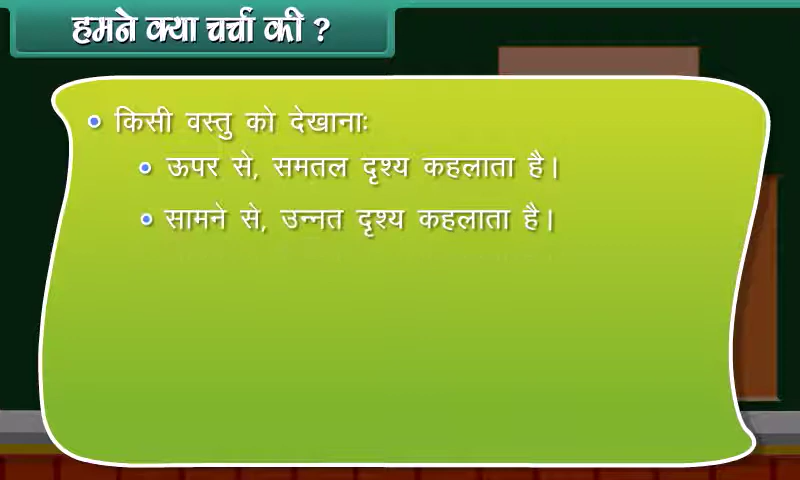 हमने क्या चर्चा की ?
किसी वस्तु को देखानाः
ऊपर से, समतल दृश्य कहलाता है।
सामने से, उन्नत दृश्य कहलाता है।